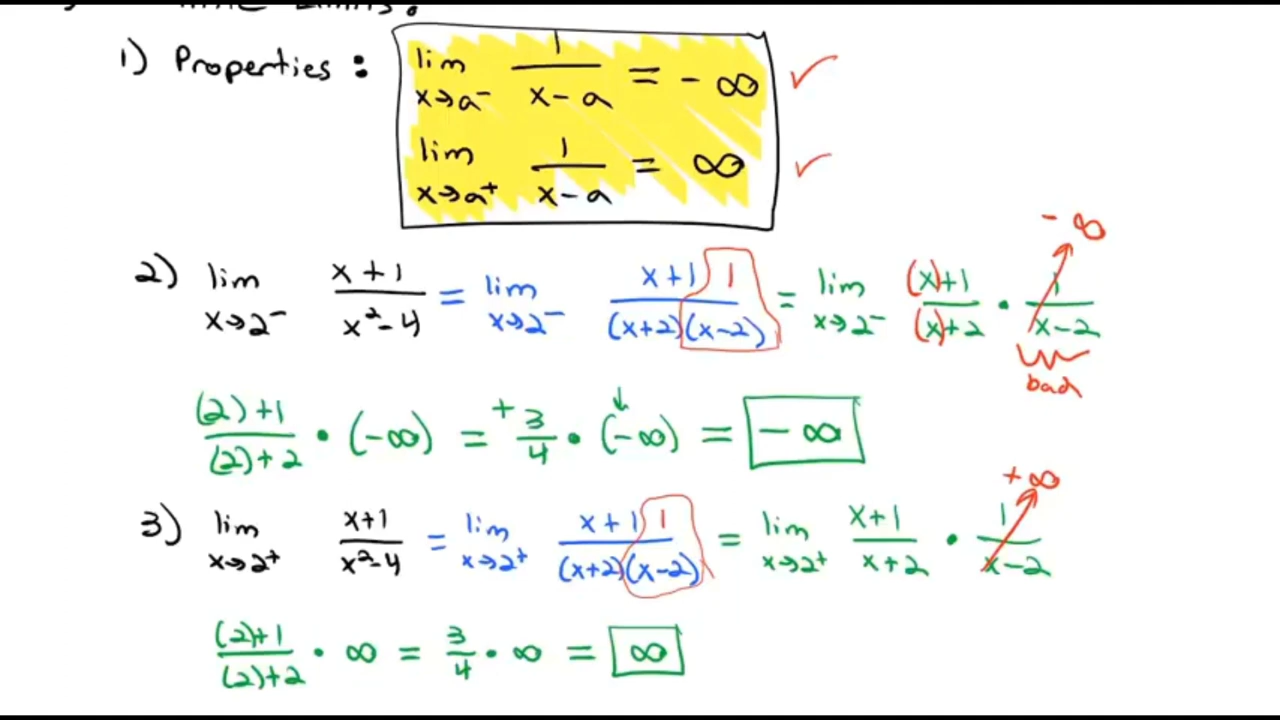 Limits:
1) Properties: lim x→a⁻ 1/(x-a) = -∞ ✓
lim x→a⁺ 1/(x-a) = ∞ ✓
2) lim x→2⁻ (x+1)/(x²-4) = lim x→2⁻ (x+1) 1/((x+2)(x-2)) = lim x→2⁻ ((x)+1)/((x)+2) • 1/(x-2) -∞
bad
((2)+1)/((2)+2) • (-∞) = +3/4 • (-∞) = -∞
3) lim x→2⁺ (x+1)/(x²-4) = lim x→2⁺ (x+1) 1/((x+2)(x-2)) = lim x→2⁺ (x+1)/(x+2) • 1/(x-2) +∞
((2)+1)/((2)+2) • ∞ = 3/4 • ∞ = ∞